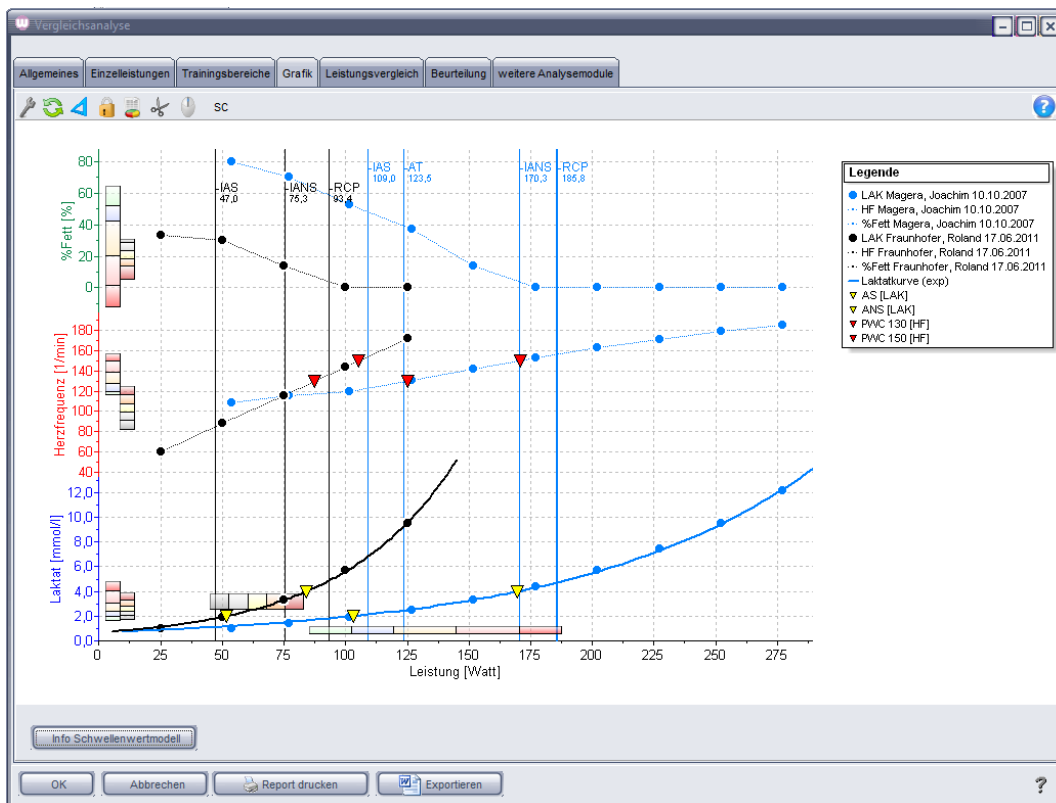 Vergleichsanalyse
Allgemeines Einzelleistungen Trainingsbereiche Grafik Leistungsvergleich Beurteilung weitere Analysemodule
SC
%Fett [%]
80
60
40
20
0
IAS
47,0
IANS
75,3
RCP
93,4
IAS
109,0
AT
123,5
IANS
170,3
RCP
185,8
Herzfrequenz [1/min]
180
160
140
120
100
80
60
40
Laktat [mmol/l]
12,0
10,0
8,0
6,0
4,0
2,0
0,0
0 25 50 75 100 125 150 175 200 225 250 275
Leistung [Watt]
Legende
LAK Magera, Joachim 10.10.2007
HF Magera, Joachim 10.10.2007
%Fett Magera, Joachim 10.10.2007
LAK Fraunhofer, Roland 17.06.2011
HF Fraunhofer, Roland 17.06.2011
%Fett Fraunhofer, Roland 17.06.2011
Laktatkurve (exp)
AS [LAK]
ANS [LAK]
PWC 130 [HF]
PWC 150 [HF]
Info Schwellenwertmodell
OK Abbrechen Report drucken Exportieren ?